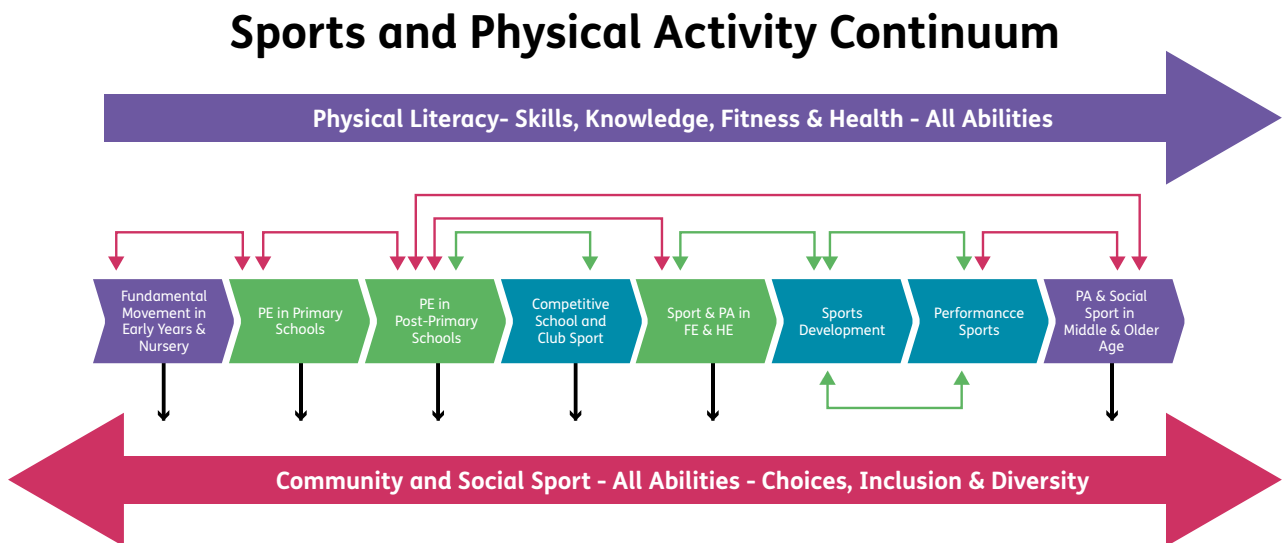 Sports and Physical Activity Continuum
Physical Literacy- Skills, Knowledge, Fitness & Health - All Abilities
Fundamental
Movement in
Early Years &
Nursery
PE in Primary
Schools
PE in
Post-Primary
Schools
Competitive
School and
Club Sport
Sport & PA in
FE & HE
Sports
Development
Performancce
Sports
PA & Social
Sport in
Middle & Older
Age
Community and Social Sport - All Abilities - Choices, Inclusion & Diversity